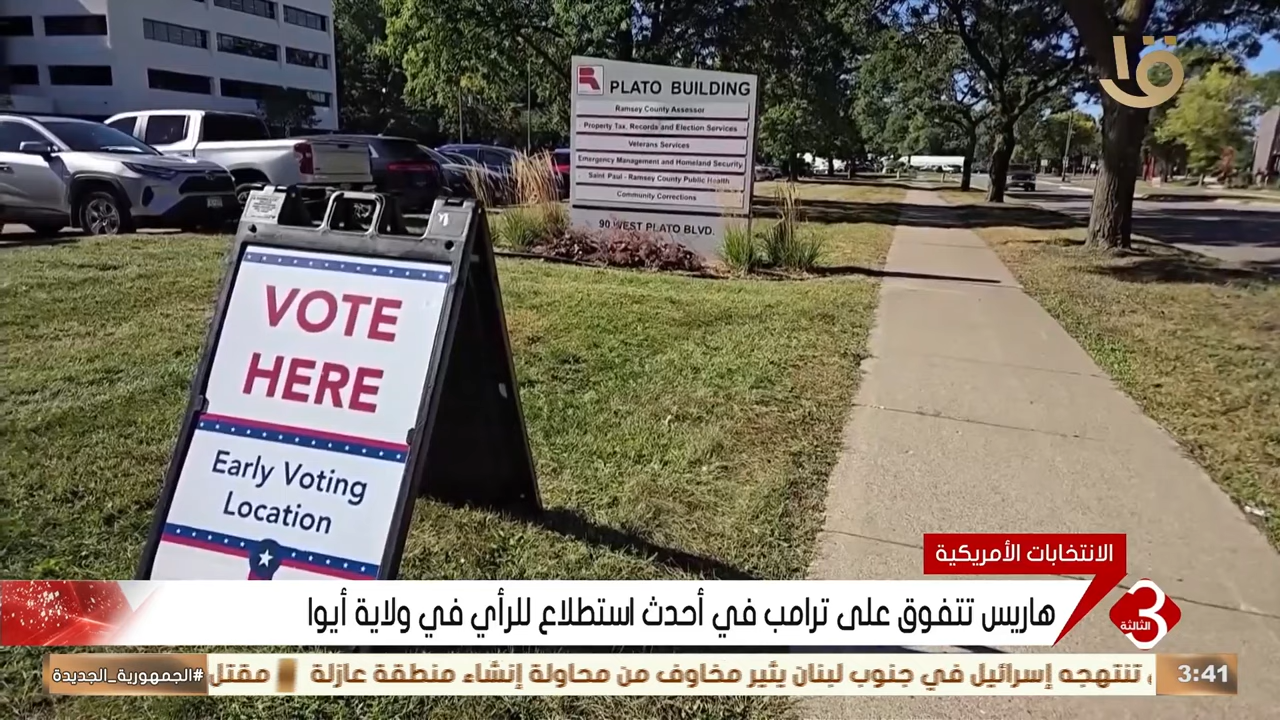 PLATO BUILDING
Ramsey County Assessor
Property Tax, Records and Election Services
Veterans Services
Emergency Management and Homeland Security
Saint Paul - Ramsey County Public Health
Community Corrections
90 WEST PLATO BLVD.
VOTE
HERE
Early Voting
Location
الانتخابات الأمريكية
هاريس تتفوق على ترامب في أحدث استطلاع للرأي في ولاية أيوا
3
الثالثة
3:41
تنتهجه إسرائيل في جنوب لبنان يثير مخاوف من محاولة إنشاء منطقة عازلة
مقتل
#الجمهورية_الجديدة